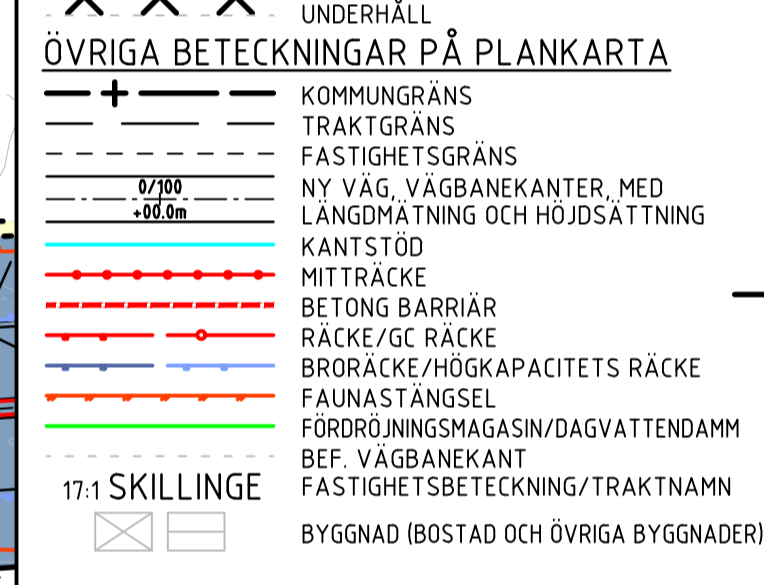 UNDERHÅLL
ÖVRIGA BETECKNINGAR PÅ PLANKARTA
KOMMUNGRÄNS
TRAKTGRÄNS
FASTIGHETSGRÄNS
0/100
+00.0m
NY VÄG, VÄGBANEKANTER, MED
LÄNGDMÄTNING OCH HÖJDSÄTTNING
KANTSTÖD
MITTRÄCKE
BETONG BARRIÄR
RÄCKE/GC RÄCKE
BRORÄCKE/HÖGKAPACITETS RÄCKE
FAUNASTÄNGSEL
FÖRDRÖJNINGSMAGASIN/DAGVATTENDAMM
BEF. VÄGBANEKANT
17:1 SKILLINGE FASTIGHETSBETECKNING/TRAKTNAMN
BYGGNAD (BOSTAD OCH ÖVRIGA BYGGNADER)